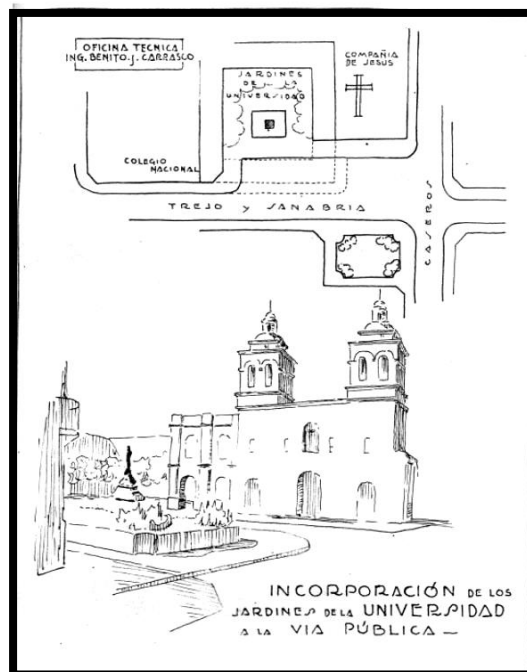 OFICINA TECNICA
ING. BENITO.J. CARRASCO
COMPAÑIA
DE JESUS
JARDINES
DE LA
UNIVERSIDAD
COLEGIO
NACIONAL
TREJO y SANABRIA
CASEROS
INCORPORACIÓN DE LOS
JARDINES DE LA UNIVERSIDAD
A LA VIA PÚBLICA —